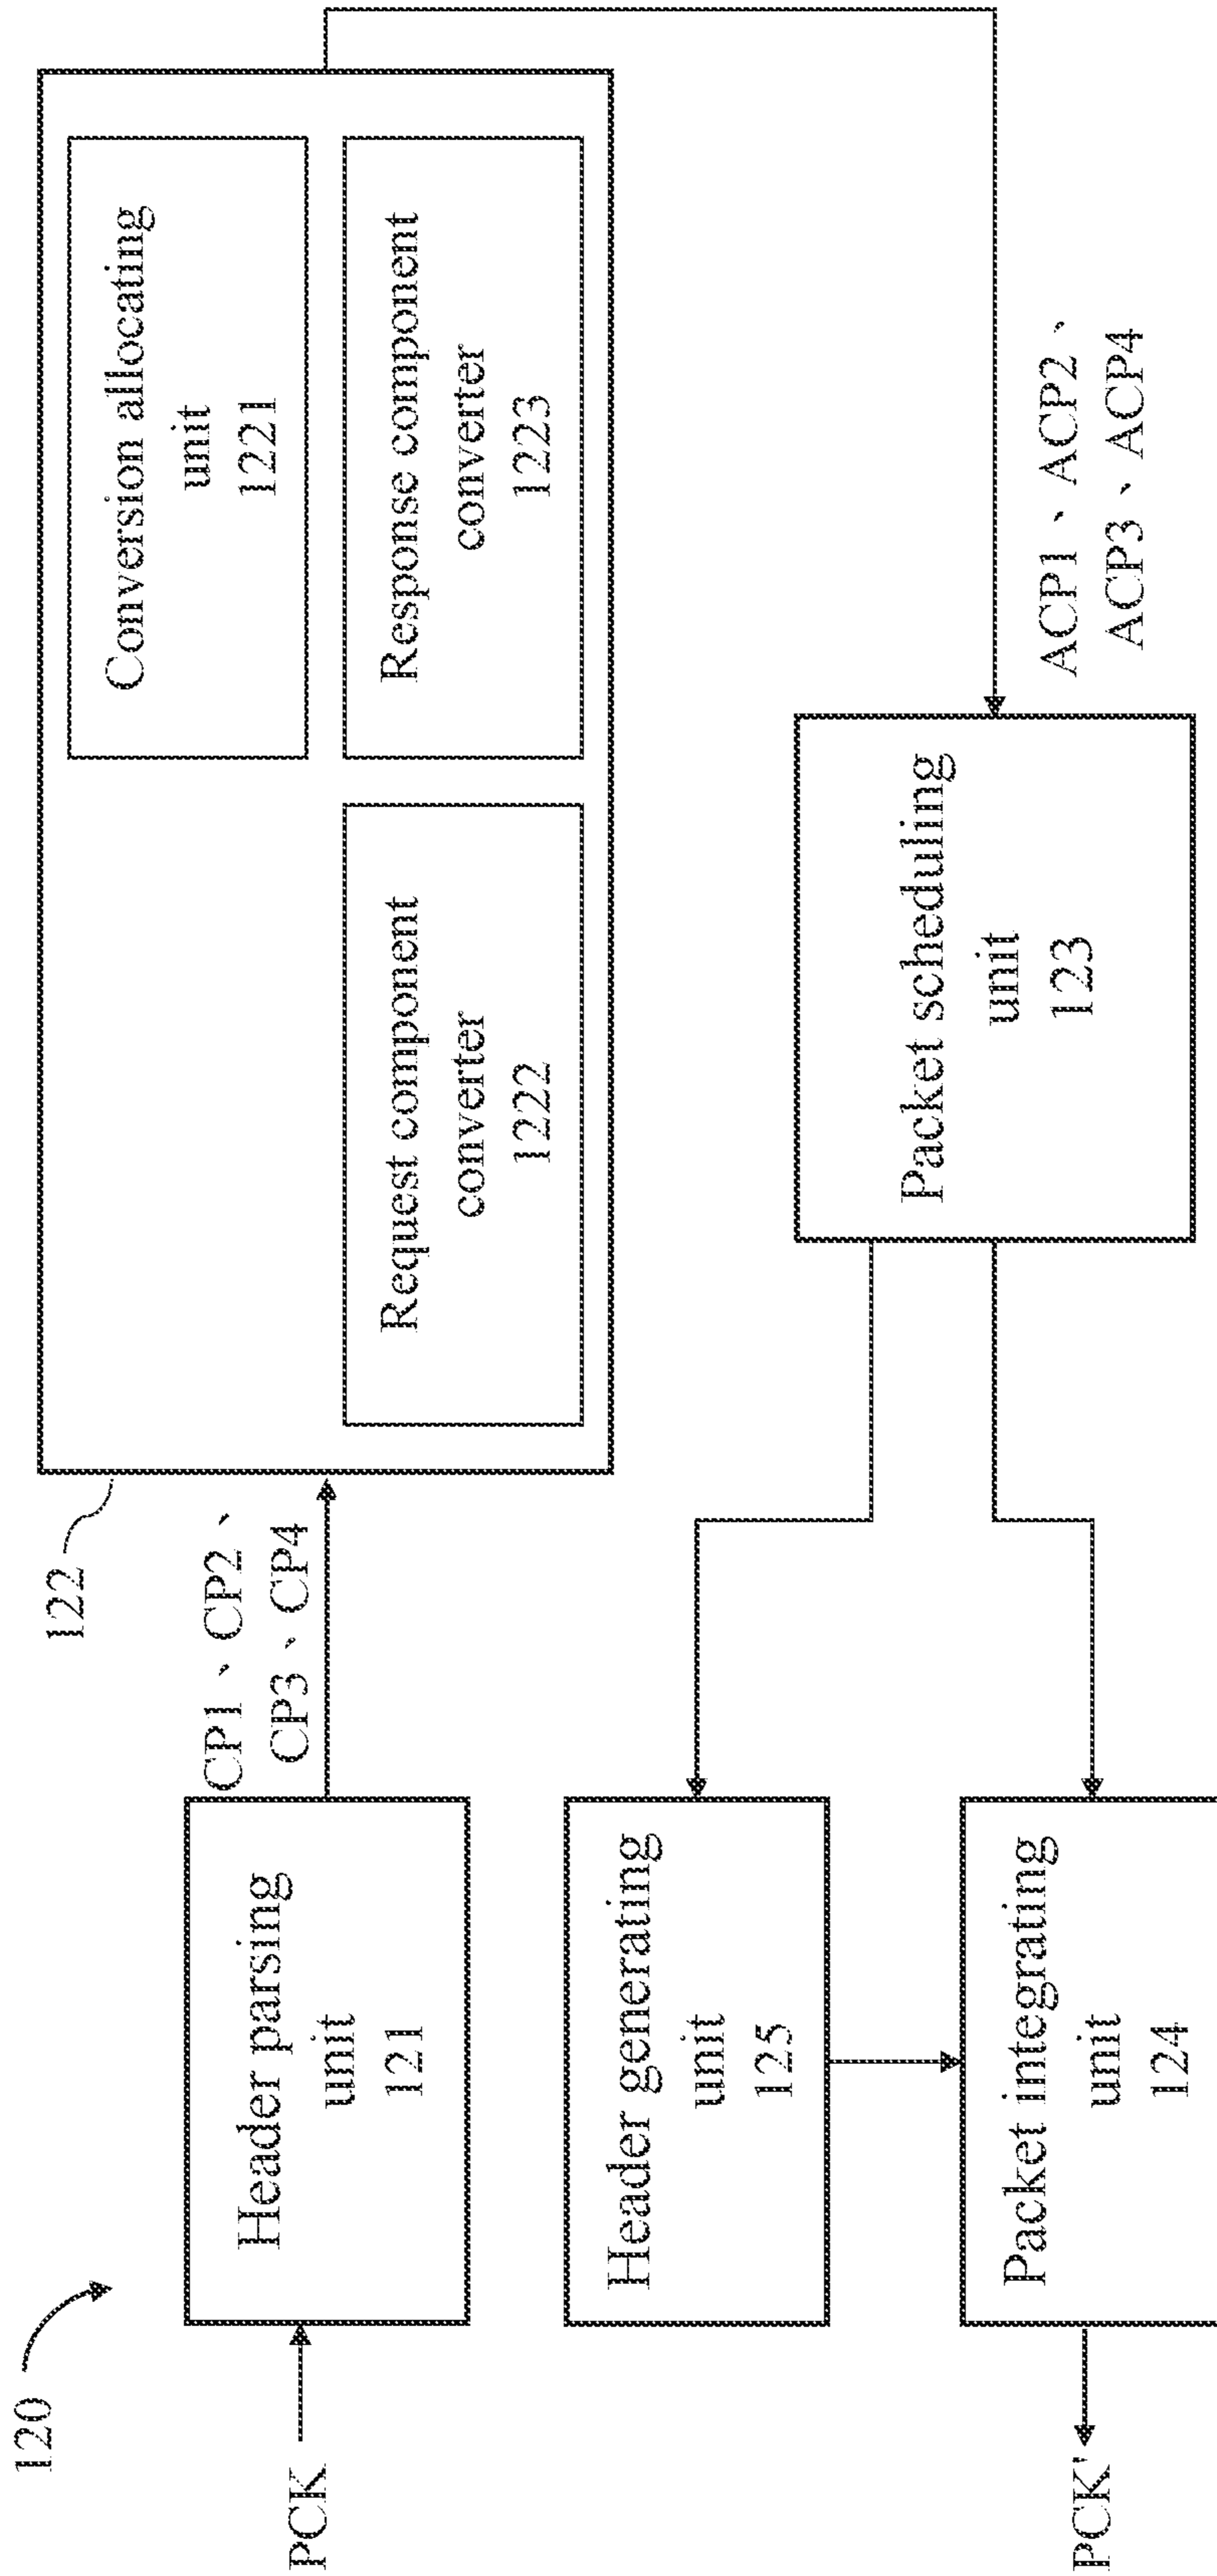 120
PCK
Header parsing
unit
121
CP1、CP2、
CP3、CP4
122
Conversion allocating
unit
1221
Request component
converter
1222
Response component
converter
1223
ACP1、ACP2、
ACP3、ACP4
Packet scheduling
unit
123
Header generating
unit
125
Packet integrating
unit
124
PCK'